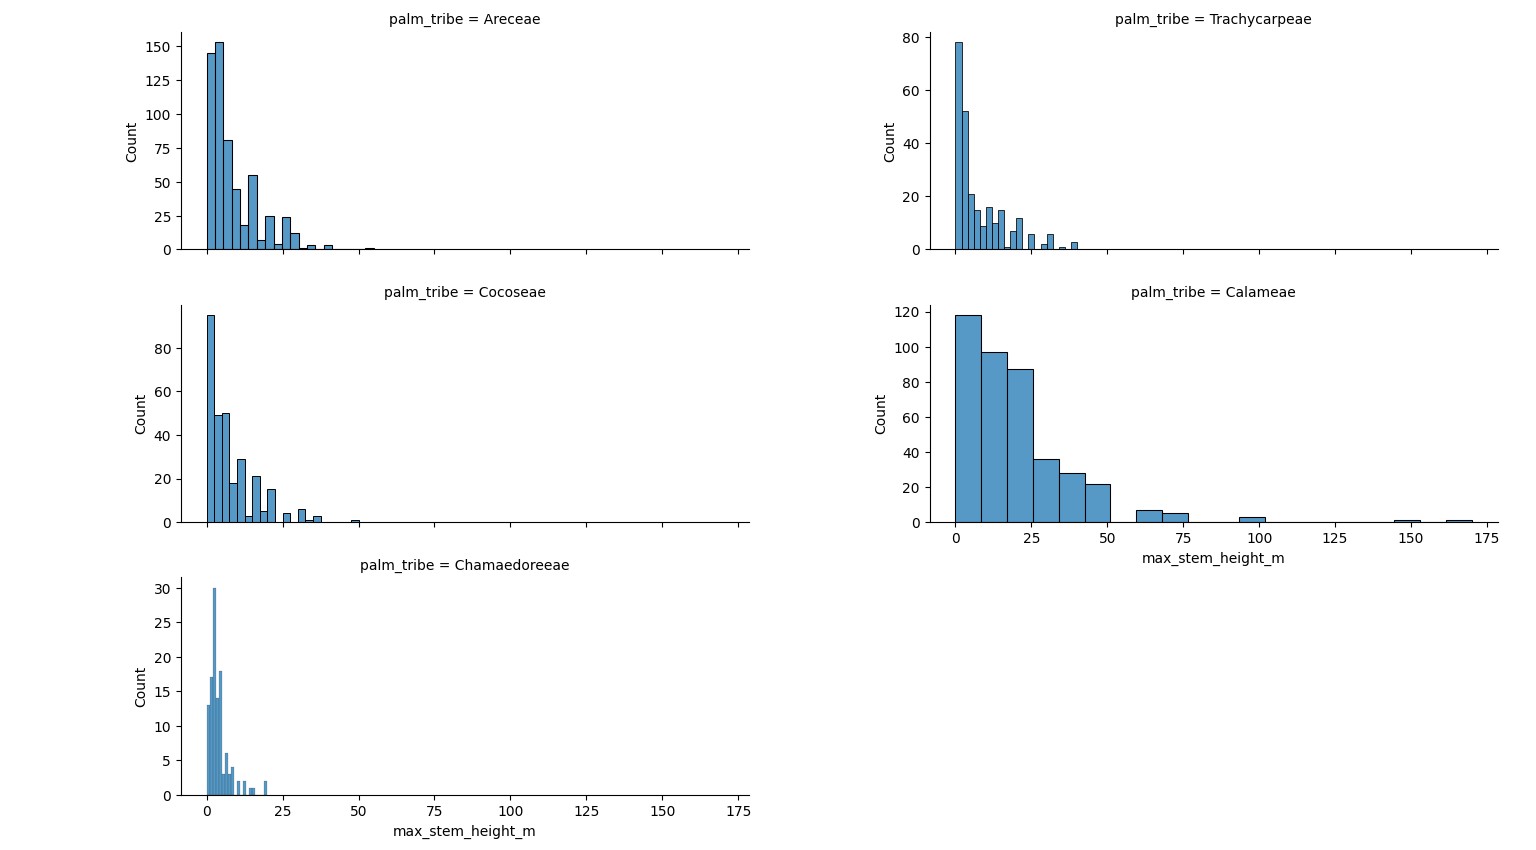 palm_tribe = Areceae
150
125
100
75
50
25
0
Count
palm_tribe = Trachycarpeae
80
60
40
20
0
Count
palm_tribe = Cocoseae
80
60
40
20
0
Count
palm_tribe = Calameae
120
100
80
60
40
20
0
Count
0 25 50 75 100 125 150 175
max_stem_height_m
palm_tribe = Chamaedoreeae
30
25
20
15
10
5
0
Count
0 25 50 75 100 125 150 175
max_stem_height_m